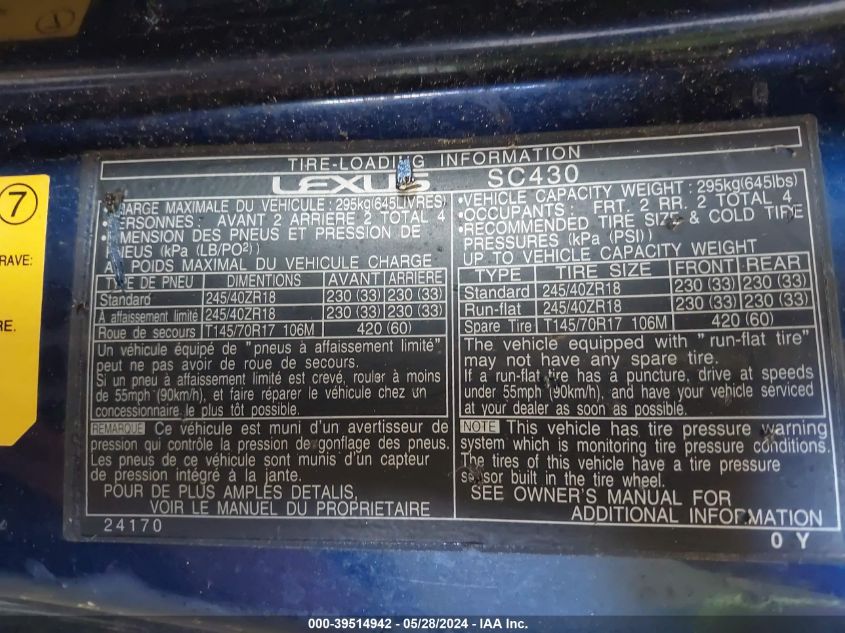 7
RAVE:
RE.
TIRE-LOADING INFORMATION
LEXUS SC430
CHARGE MAXIMALE DU VÉHICULE : 295kg(645LIVRES)
•PERSONNES: AVANT 2 ARRIERE 2 TOTAL 4
•DIMENSION DES PNEUS ET PRESSION DE
PNEUS (kPa (LB/PO²))
AU POIDS MAXIMAL DU VEHICULE CHARGE
TYPE DE PNEU DIMENTIONS AVANT ARRIERE
Standard 245/40ZR18 230 (33) 230 (33)
À affaissement limité 245/40ZR18 230 (33) 230 (33)
Roue de secours T145/70R17 106M 420 (60)
Un véhicule équipé de "pneus à affaissement limité"
peut ne pas avoir de roue de secours.
Si un pneu à affaissement limité est crevé, rouler à moins
de 55mph (90km/h), et faire réparer le véhicule chez un
concessionnaire le plus tôt possible.
REMARQUE Ce véhicule est muni d'un avertisseur de
pression qui contrôle la pression de gonflage des pneus.
Les pneus de ce véhicule sont munis d'un capteur
de pression intégré à la jante.
POUR DE PLUS AMPLES DETALIS,
VOIR LE MANUEL DU PROPRIETAIRE
24170
•VEHICLE CAPACITY WEIGHT : 295kg(645lbs)
•OCCUPANTS : FRT. 2 RR. 2 TOTAL 4
•RECOMMENDED TIRE SIZE & COLD TIRE
PRESSURES (kPa (PSI))
UP TO VEHICLE CAPACITY WEIGHT
TYPE TIRE SIZE FRONT REAR
Standard 245/40ZR18 230 (33) 230 (33)
Run-flat 245/40ZR18 230 (33) 230 (33)
Spare Tire T145/70R17 106M 420 (60)
The vehicle equipped with "run-flat tire"
may not have any spare tire.
If a run-flat tire has a puncture, drive at speeds
under 55mph (90km/h), and have your vehicle serviced
at your dealer as soon as possible.
NOTE This vehicle has tire pressure warning
system which is monitoring tire pressure conditions.
The tires of this vehicle have a tire pressure
sensor built in the tire wheel.
SEE OWNER'S MANUAL FOR
ADDITIONAL INFORMATION
0 Y
000-39514942 - 05/28/2024 - IAA Inc.